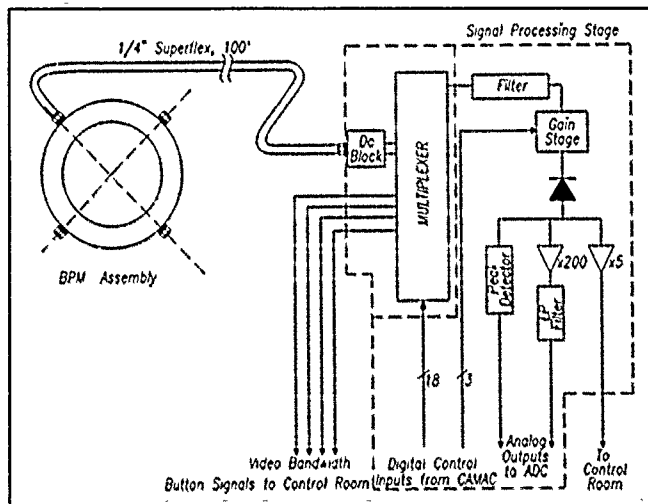 Signal Processing Stage
1/4" Superflex, 100'
Filter
Gain
Stage
Dc
Block
MULTIPLEXER
x200
x5
Peak
Detector
LP
Filter
BPM Assembly
18
3
Video Bandwidth
Button Signals to Control Room
Digital Control
Inputs from CAMAC
Analog
Outputs
to ADC
To
Control
Room